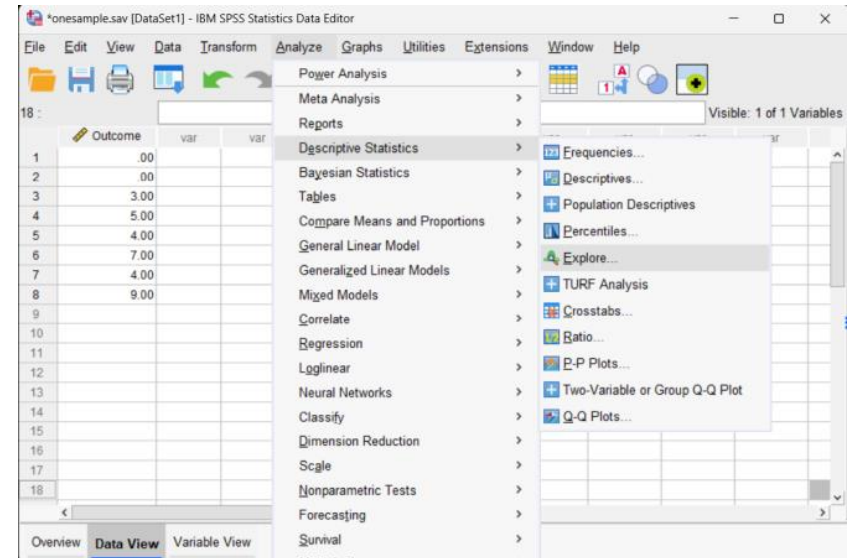 *onesample.sav [DataSet1] - IBM SPSS Statistics Data Editor
File Edit View Data Transform Analyze Graphs Utilities Extensions Window Help
18 :
Visible: 1 of 1 Variables
Outcome var var
1 .00
2 .00
3 3.00
4 5.00
5 4.00
6 7.00
7 4.00
8 9.00
9
10
11
12
13
14
15
16
17
18
Power Analysis
Meta Analysis
Reports
Descriptive Statistics
Bayesian Statistics
Tables
Compare Means and Proportions
General Linear Model
Generalized Linear Models
Mixed Models
Correlate
Regression
Loglinear
Neural Networks
Classify
Dimension Reduction
Scale
Nonparametric Tests
Forecasting
Survival
Frequencies...
Descriptives...
Population Descriptives
Percentiles...
Explore...
TURF Analysis
Crosstabs...
Ratio...
P-P Plots...
Two-Variable or Group Q-Q Plot
Q-Q Plots...
Overview Data View Variable View